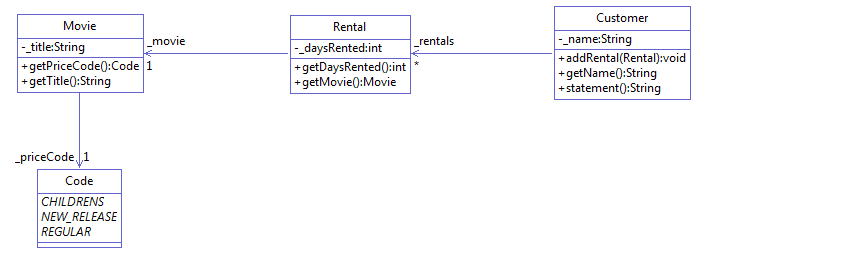 Movie
-_title:String
+getPriceCode():Code
+getTitle():String
_movie
1
Rental
-_daysRented:int
+getDaysRented():int
+getMovie():Movie
_rentals
*
Customer
-_name:String
+addRental(Rental):void
+getName():String
+statement():String
_priceCode
1
Code
CHILDRENS
NEW_RELEASE
REGULAR